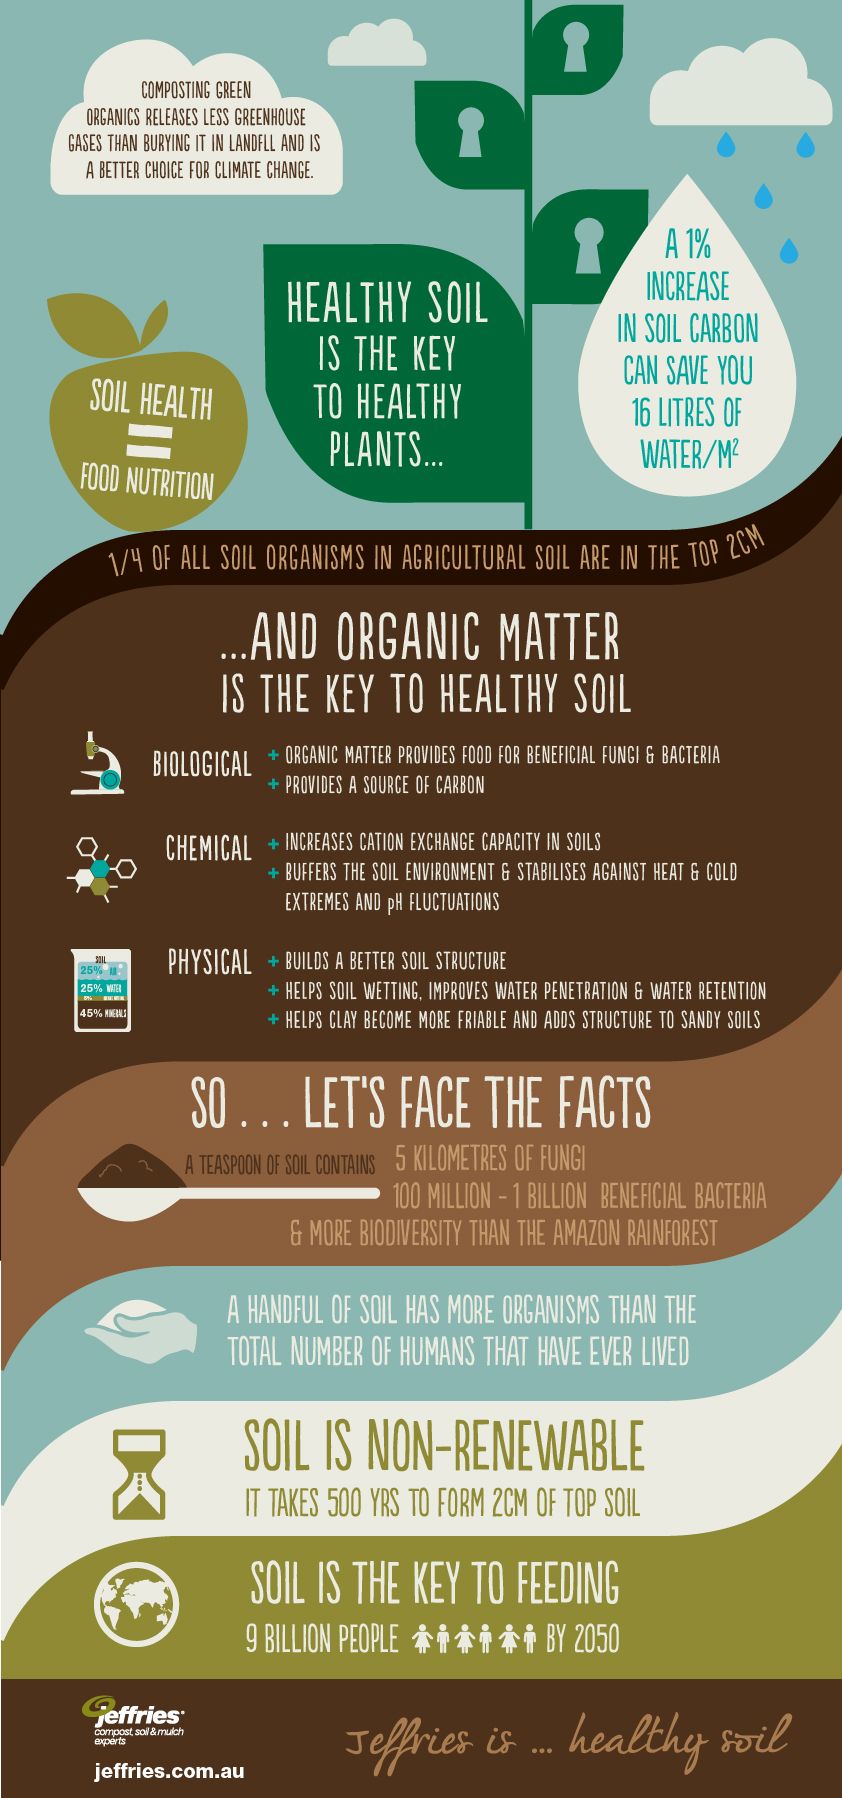 COMPOSTING GREEN
ORGANICS RELEASES LESS GREENHOUSE
GASES THAN BURYING IT IN LANDFLL AND IS
A BETTER CHOICE FOR CLIMATE CHANGE.
A 1%
INCREASE
IN SOIL CARBON
CAN SAVE YOU
16 LITRES OF
WATER/M²
HEALTHY SOIL
IS THE KEY
TO HEALTHY
PLANTS...
SOIL HEALTH
=
FOOD NUTRITION
1/4 OF ALL SOIL ORGANISMS IN AGRICULTURAL SOIL ARE IN THE TOP 2CM
...AND ORGANIC MATTER
IS THE KEY TO HEALTHY SOIL
BIOLOGICAL
+ ORGANIC MATTER PROVIDES FOOD FOR BENEFICIAL FUNGI & BACTERIA
+ PROVIDES A SOURCE OF CARBON
CHEMICAL
+ INCREASES CATION EXCHANGE CAPACITY IN SOILS
+ BUFFERS THE SOIL ENVIRONMENT & STABILISES AGAINST HEAT & COLD
EXTREMES AND pH FLUCTUATIONS
SOIL
25% AIR
25% WATER
5%
45% MINERALS
PHYSICAL
+ BUILDS A BETTER SOIL STRUCTURE
+ HELPS SOIL WETTING, IMPROVES WATER PENETRATION & WATER RETENTION
+ HELPS CLAY BECOME MORE FRIABLE AND ADDS STRUCTURE TO SANDY SOILS
SO . . . LET'S FACE THE FACTS
A TEASPOON OF SOIL CONTAINS 5 KILOMETRES OF FUNGI
100 MILLION - 1 BILLION BENEFICIAL BACTERIA
& MORE BIODIVERSITY THAN THE AMAZON RAINFOREST
A HANDFUL OF SOIL HAS MORE ORGANISMS THAN THE
TOTAL NUMBER OF HUMANS THAT HAVE EVER LIVED
SOIL IS NON-RENEWABLE
IT TAKES 500 YRS TO FORM 2CM OF TOP SOIL
SOIL IS THE KEY TO FEEDING
9 BILLION PEOPLE BY 2050
jeffries
compost, soil & mulch
experts
jeffries.com.au
Jeffries is ... healthy soil